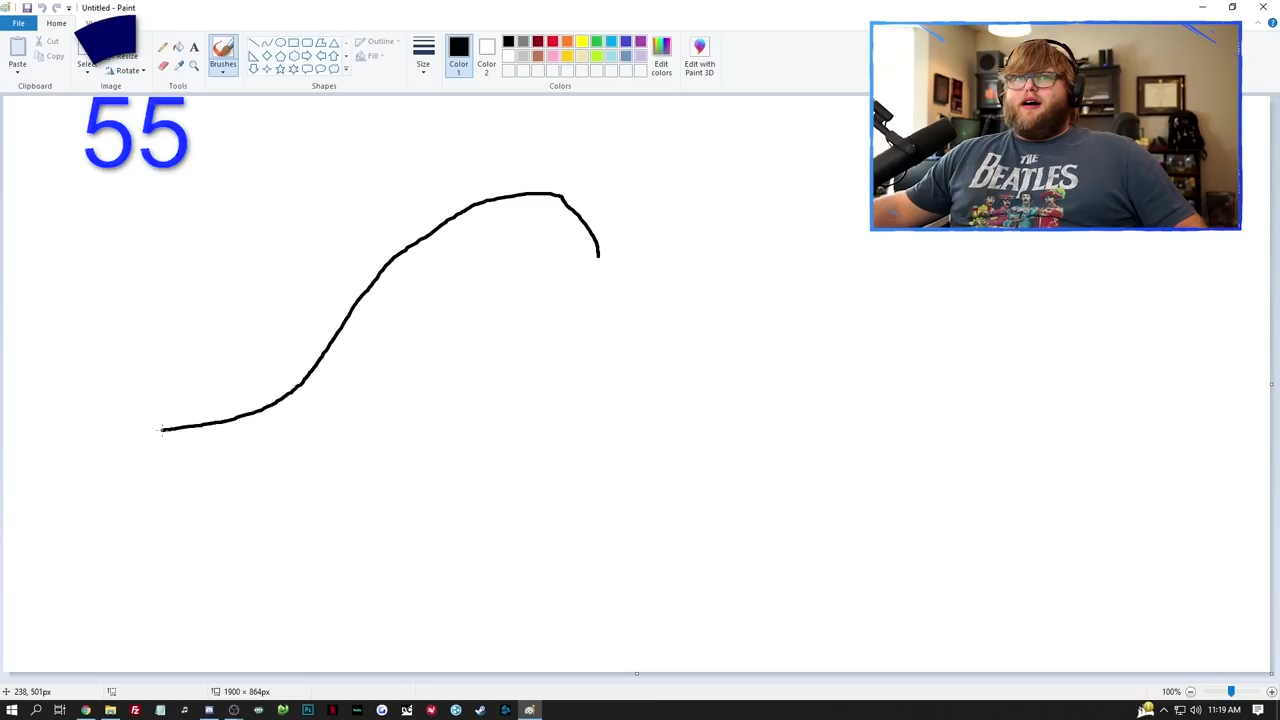 Untitled - Paint
File
Home
Paste
Cut
Copy
Clipboard
Select
Rotate
Image
Tools
Brushes
Outline
Fill
Shapes
Size
Color
1
Color
2
Edit
colors
Colors
Edit with
Paint 3D
55
THE
BEATLES
238, 501px
1900 × 864px
100%
11:19 AM